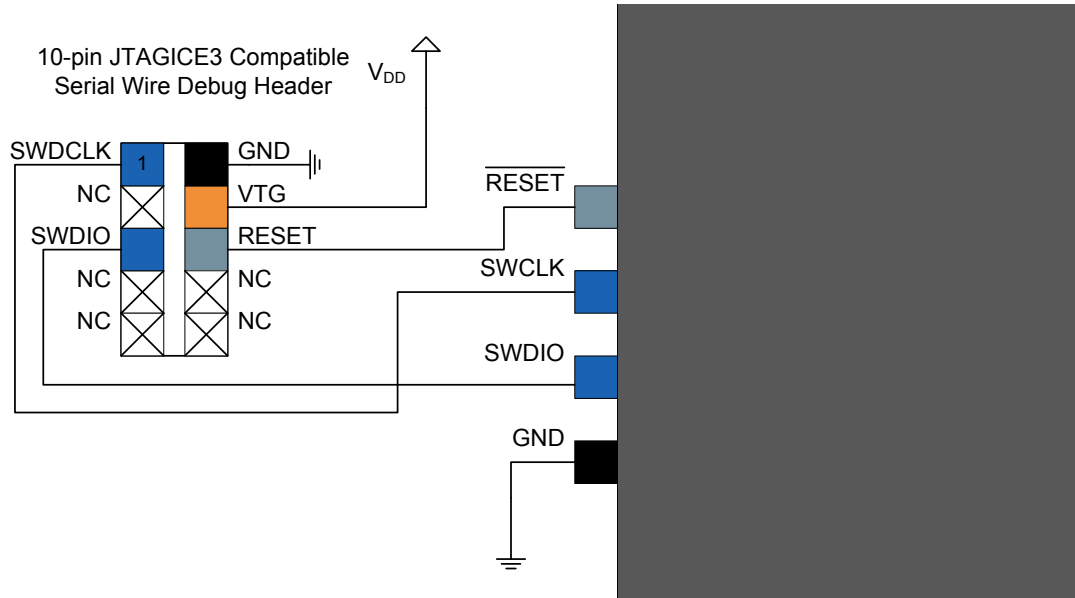 10-pin JTAGICE3 Compatible
Serial Wire Debug Header
VDD
SWDCLK
1
GND
NC
VTG
SWDIO
RESET
NC
NC
NC
NC
RESET
SWCLK
SWDIO
GND